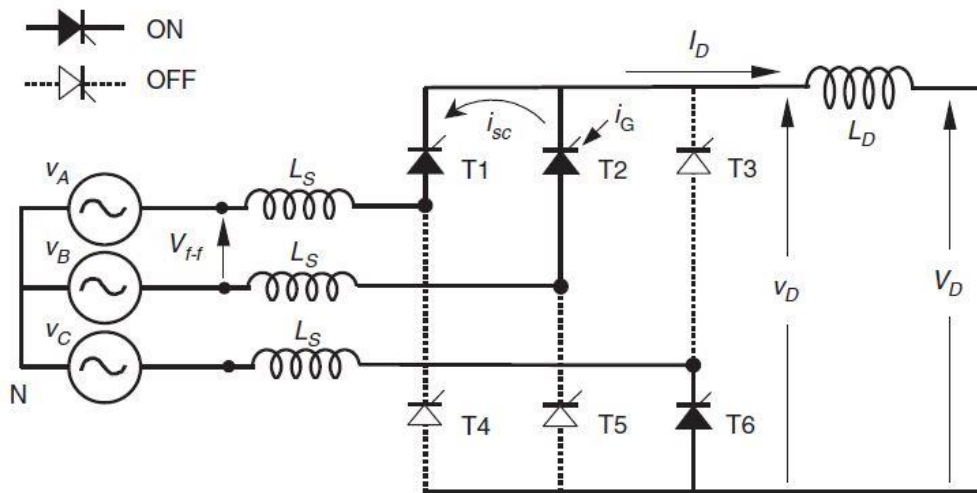 ON
OFF
I_D
i_sc
i_G
L_D
T1
T2
T3
v_A
L_S
V_f-f
v_B
L_S
v_D
V_D
v_C
L_S
N
T4
T5
T6